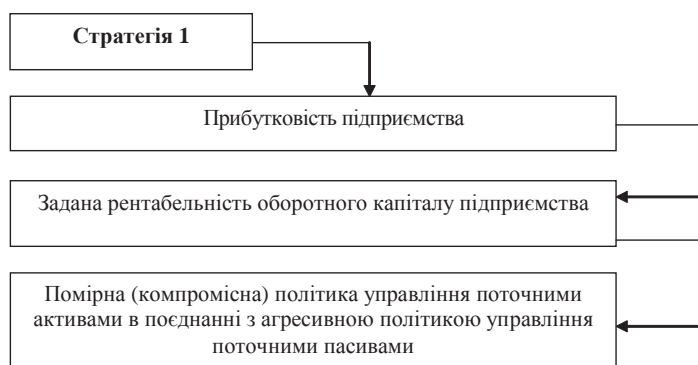 Стратегія 1
Прибутковість підприємства
Задана рентабельність оборотного капіталу підприємства
Помірна (компромісна) політика управління поточними
активами в поєднанні з агресивною політикою управління
поточними пасивами